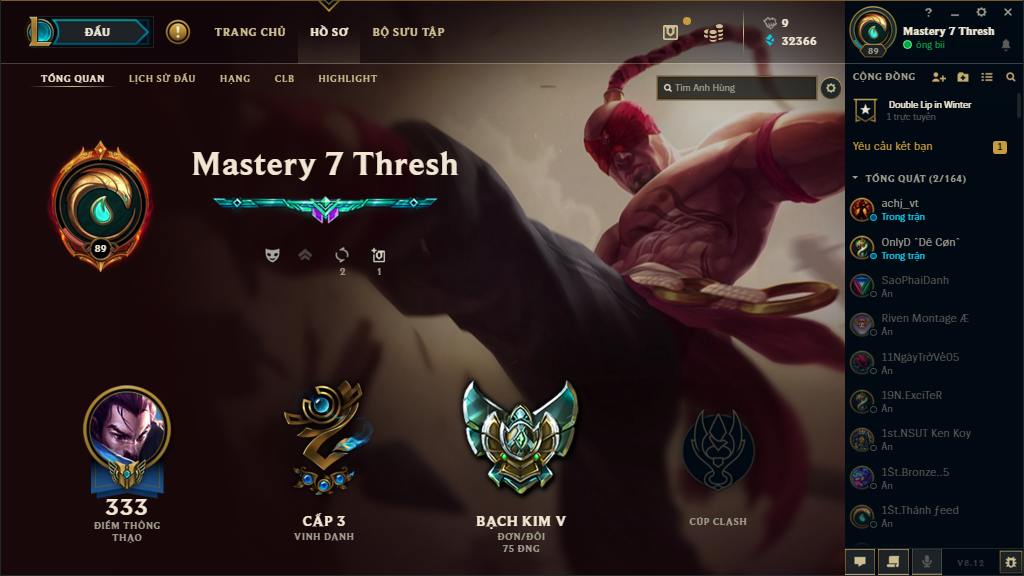 ĐẤU
TRANG CHỦ
HỒ SƠ
BỘ SƯU TẬP
9
32366
?
Mastery 7 Thresh
ông bii
89
TỔNG QUAN
LỊCH SỬ ĐẤU
HẠNG
CLB
HIGHLIGHT
Tìm Anh Hùng
CỘNG ĐỒNG
Double Lip in Winter
1 trực tuyến
Yêu cầu kết bạn
1
TỔNG QUÁT (2/164)
achj_vt
Trong trận
OnlyD ˜Dê Cøn˜
Trong trận
SaoPhaiDanh
Ẩn
Riven Montage Æ
Ẩn
11NgàyTrởVề05
Ẩn
19N.ExciTeR
Ẩn
1st.NSUT Ken Koy
Ẩn
1Št.Bronze..5
Ẩn
1Št.Thánh ƒeed
Ẩn
V8.12
Mastery 7 Thresh
89
2
1
333
ĐIỂM THÔNG
THẠO
CẤP 3
VINH DANH
BẠCH KIM V
ĐƠN/ĐÔI
75 ĐNG
CÚP CLASH